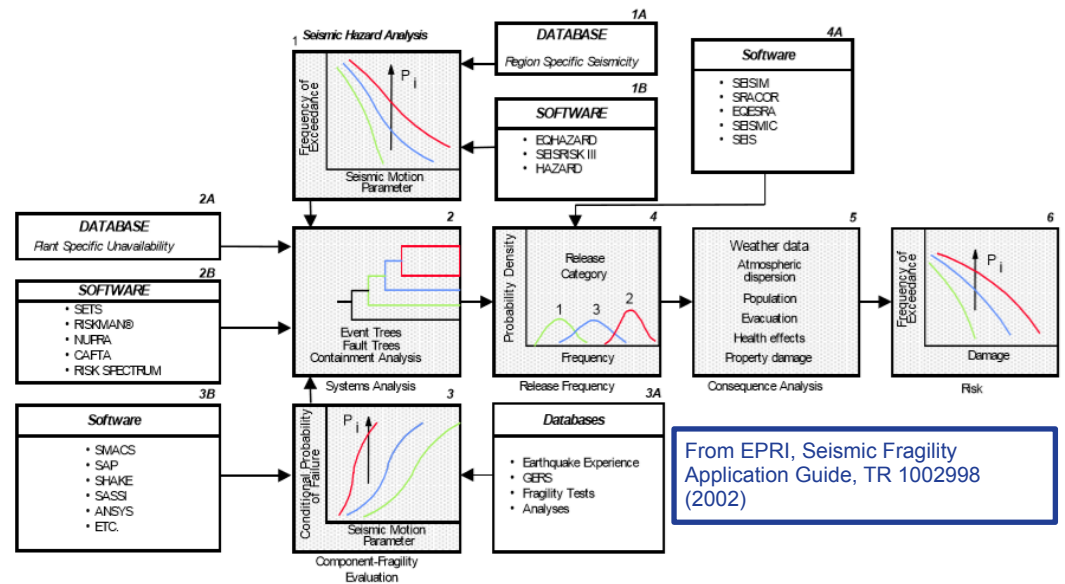 1A
1 Seismic Hazard Analysis
DATABASE
Region Specific Seismicity
4A
Software
• SEISIM
• SRACOR
• EQESRA
• SEISMIC
• SEIS
Frequency of
Exceedance
P i
Seismic Motion
Parameter
1B
SOFTWARE
• EQHAZARD
• SEISRISK III
• HAZARD
2A
DATABASE
Plant Specific Unavailability
2B
SOFTWARE
• SETS
• RISKMAN®
• NUPRA
• CAFTA
• RISK SPECTRUM
2
Event Trees
Fault Trees
Containment Analysis
Systems Analysis
4
Probability Density
Release
Category
1 3 2
Frequency
Release Frequency
5
Weather data
Atmospheric
dispersion
Population
Evacuation
Health effects
Property damage
Consequence Analysis
6
Frequency of
Exceedance
P i
Damage
Risk
3B
Software
• SMACS
• SAP
• SHAKE
• SASSI
• ANSYS
• ETC.
3
Conditional Probability
of Failure
P i
Seismic Motion
Parameter
Component-Fragility
Evaluation
3A
Databases
• Earthquake Experience
• GERS
• Fragility Tests
• Analyses
From EPRI, Seismic Fragility
Application Guide, TR 1002998
(2002)